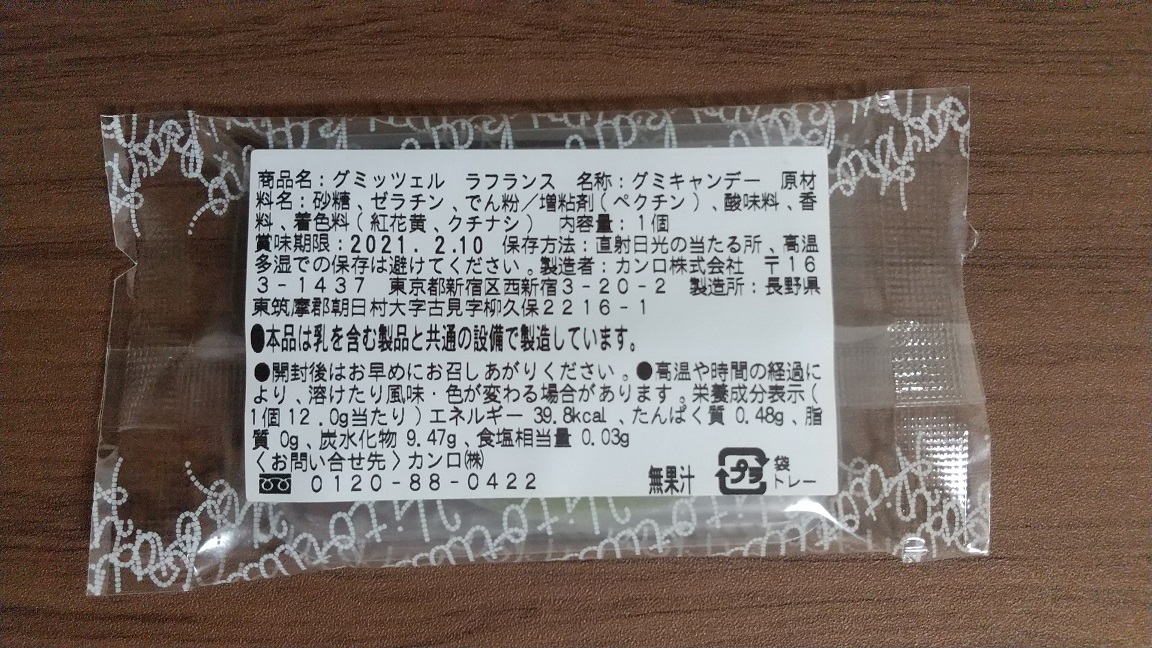 商品名：グミッツェル　ラフランス　名称：グミキャンデー　原材
料名：砂糖、ゼラチン、でん粉／増粘剤（ペクチン）、酸味料、香
料、着色料（紅花黄、クチナシ）　内容量：１個
賞味期限：2021．2.10　保存方法：直射日光の当たる所、高温
多湿での保存は避けてください。製造者：カンロ株式会社　〒１６
３－１４３７　東京都新宿区西新宿３－２０－２　製造所：長野県
東筑摩郡朝日村大字古見字柳久保２２１６－１
●本品は乳を含む製品と共通の設備で製造しています。
●開封後はお早めにお召しあがりください。●高温や時間の経過に
より、溶けたり風味・色が変わる場合があります。栄養成分表示（
1個12．0g当たり）エネルギー 39.8kcal、たんぱく質 0.48g、脂
質 0g、炭水化物 9.47g、食塩相当量 0.03g
〈お問い合せ先〉カンロ㈱
０１２０－８８－０４２２
無果汁
プラ
袋
トレー